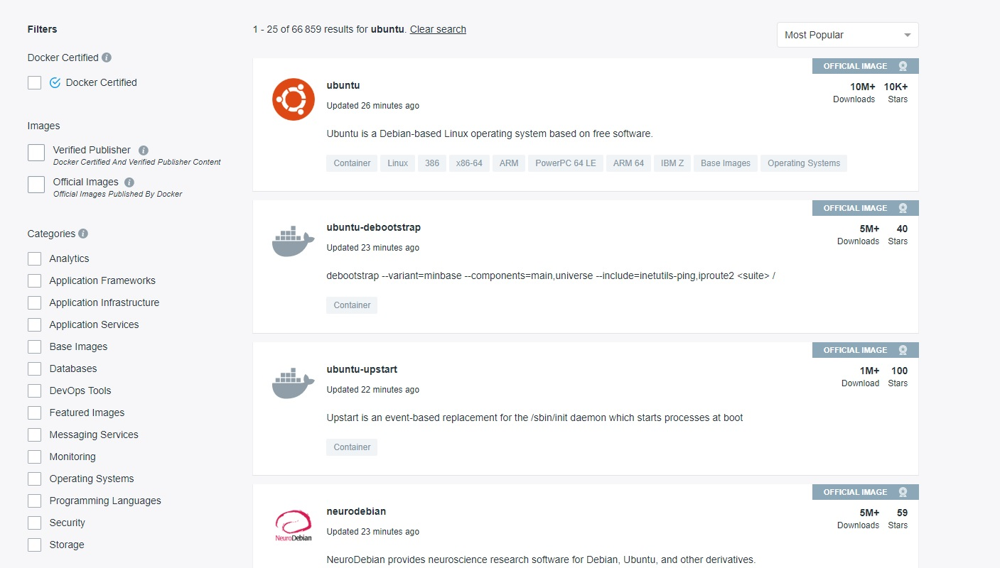 Filters
Docker Certified
Docker Certified
Images
Verified Publisher
Docker Certified And Verified Publisher Content
Official Images
Official Images Published By Docker
Categories
Analytics
Application Frameworks
Application Infrastructure
Application Services
Base Images
Databases
DevOps Tools
Featured Images
Messaging Services
Monitoring
Operating Systems
Programming Languages
Security
Storage
1 - 25 of 66 859 results for ubuntu. Clear search
Most Popular
OFFICIAL IMAGE
ubuntu
10M+ 10K+
Downloads Stars
Updated 26 minutes ago
Ubuntu is a Debian-based Linux operating system based on free software.
Container Linux 386 x86-64 ARM PowerPC 64 LE ARM 64 IBM Z Base Images Operating Systems
OFFICIAL IMAGE
ubuntu-debootstrap
5M+ 40
Downloads Stars
Updated 23 minutes ago
debootstrap --variant=minbase --components=main,universe --include=inetutils-ping,iproute2 <suite> /
Container
OFFICIAL IMAGE
ubuntu-upstart
1M+ 100
Download Stars
Updated 22 minutes ago
Upstart is an event-based replacement for the /sbin/init daemon which starts processes at boot
Container
OFFICIAL IMAGE
NeuroDebian
neurodebian
5M+ 59
Downloads Stars
Updated 23 minutes ago
NeuroDebian provides neuroscience research software for Debian, Ubuntu, and other derivatives.